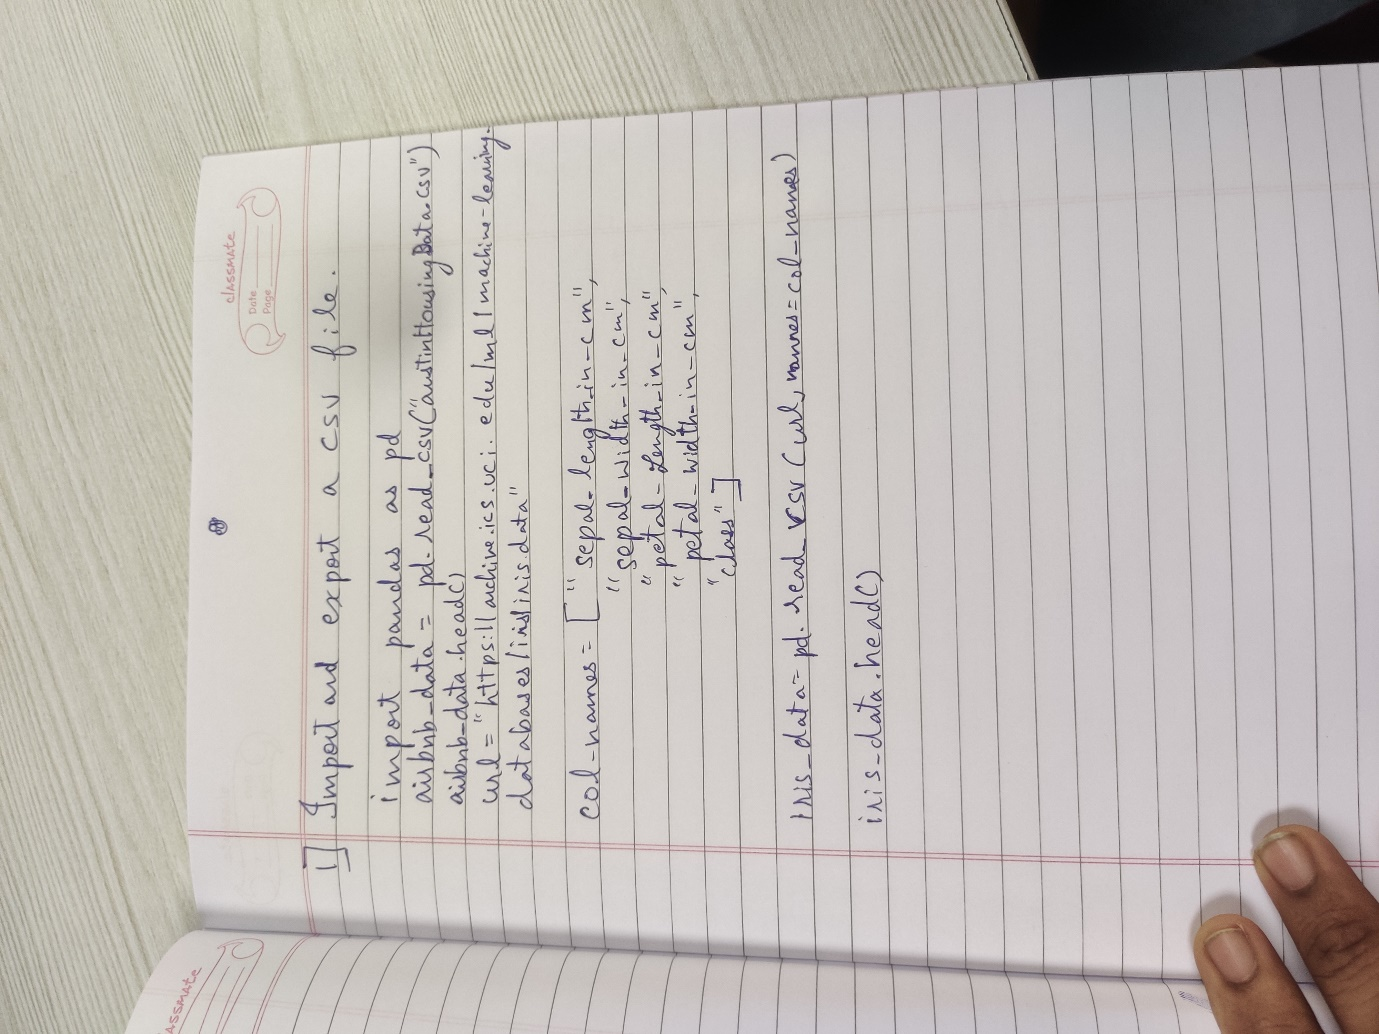 classmate
Date
Page
1] Import and export a csv file.
import pandas as pd
airbnb_data = pd.read_csv("austinHousingData.csv")
airbnb_data.head()
url = "https://archive.ics.uci.edu/ml/machine-learning-
databases/iris/iris.data"
col_names = ["sepal_length_in_cm",
"sepal_width_in_cm",
"petal_length_in_cm",
"petal_width_in_cm",
"class"]
iris_data = pd.read_csv(url, names=col_names)
iris_data.head()
ASSMATE